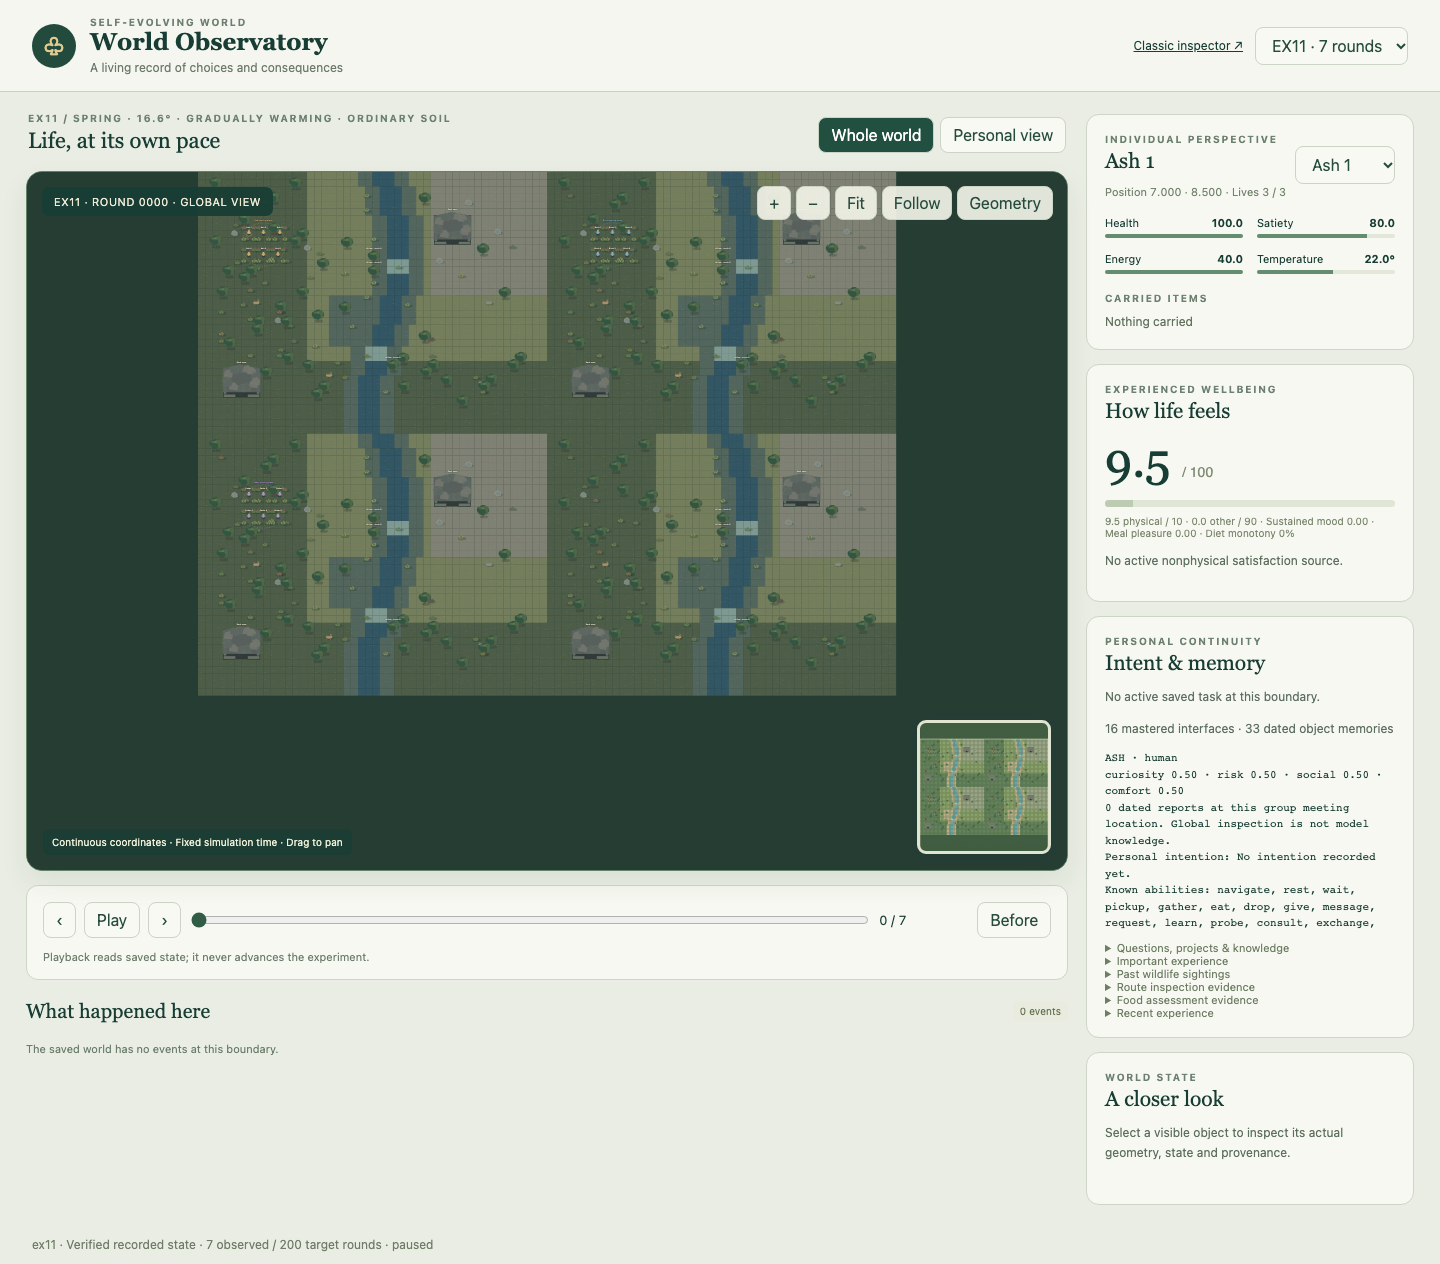 SELF-EVOLVING WORLD
World Observatory
A living record of choices and consequences
Classic inspector ↗
EX11 · 7 rounds
EX11 / SPRING · 16.6° · GRADUALLY WARMING · ORDINARY SOIL
Life, at its own pace
Whole world
Personal view
EX11 · ROUND 0000 · GLOBAL VIEW
+
−
Fit
Follow
Geometry
Continuous coordinates · Fixed simulation time · Drag to pan
‹
Play
›
0 / 7
Before
Playback reads saved state; it never advances the experiment.
What happened here
0 events
The saved world has no events at this boundary.
INDIVIDUAL PERSPECTIVE
Ash 1
Ash 1
Position 7.000 · 8.500 · Lives 3 / 3
Health 100.0
Satiety 80.0
Energy 40.0
Temperature 22.0°
CARRIED ITEMS
Nothing carried
EXPERIENCED WELLBEING
How life feels
9.5 / 100
9.5 physical / 10 · 0.0 other / 90 · Sustained mood 0.00 ·
Meal pleasure 0.00 · Diet monotony 0%
No active nonphysical satisfaction source.
PERSONAL CONTINUITY
Intent & memory
No active saved task at this boundary.
16 mastered interfaces · 33 dated object memories
ASH · human
curiosity 0.50 · risk 0.50 · social 0.50 ·
comfort 0.50
0 dated reports at this group meeting
location. Global inspection is not model
knowledge.
Personal intention: No intention recorded
yet.
Known abilities: navigate, rest, wait,
pickup, gather, eat, drop, give, message,
request, learn, probe, consult, exchange,
▶ Questions, projects & knowledge
▶ Important experience
▶ Past wildlife sightings
▶ Route inspection evidence
▶ Food assessment evidence
▶ Recent experience
WORLD STATE
A closer look
Select a visible object to inspect its actual
geometry, state and provenance.
ex11 · Verified recorded state · 7 observed / 200 target rounds · paused